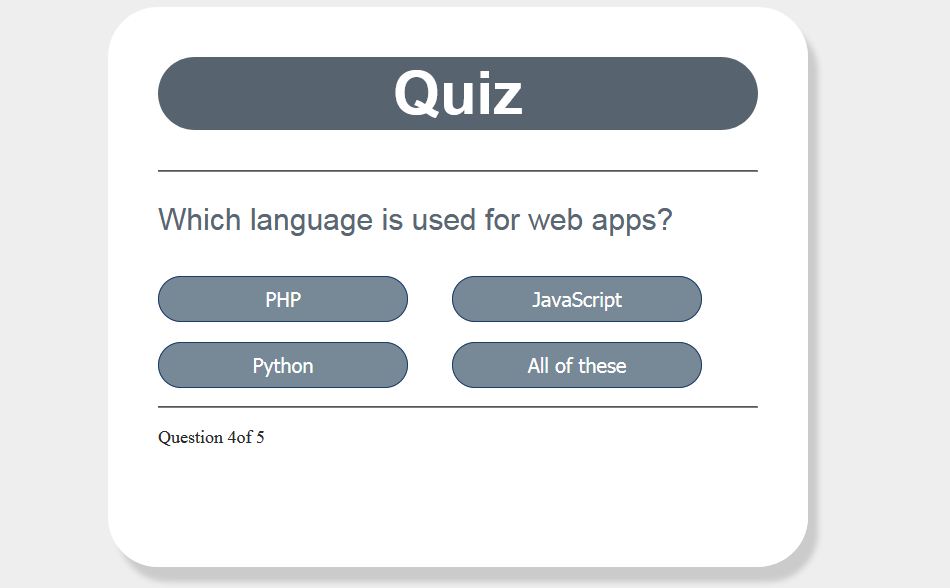 Quiz
Which language is used for web apps?
PHP
JavaScript
Python
All of these
Question 4of 5